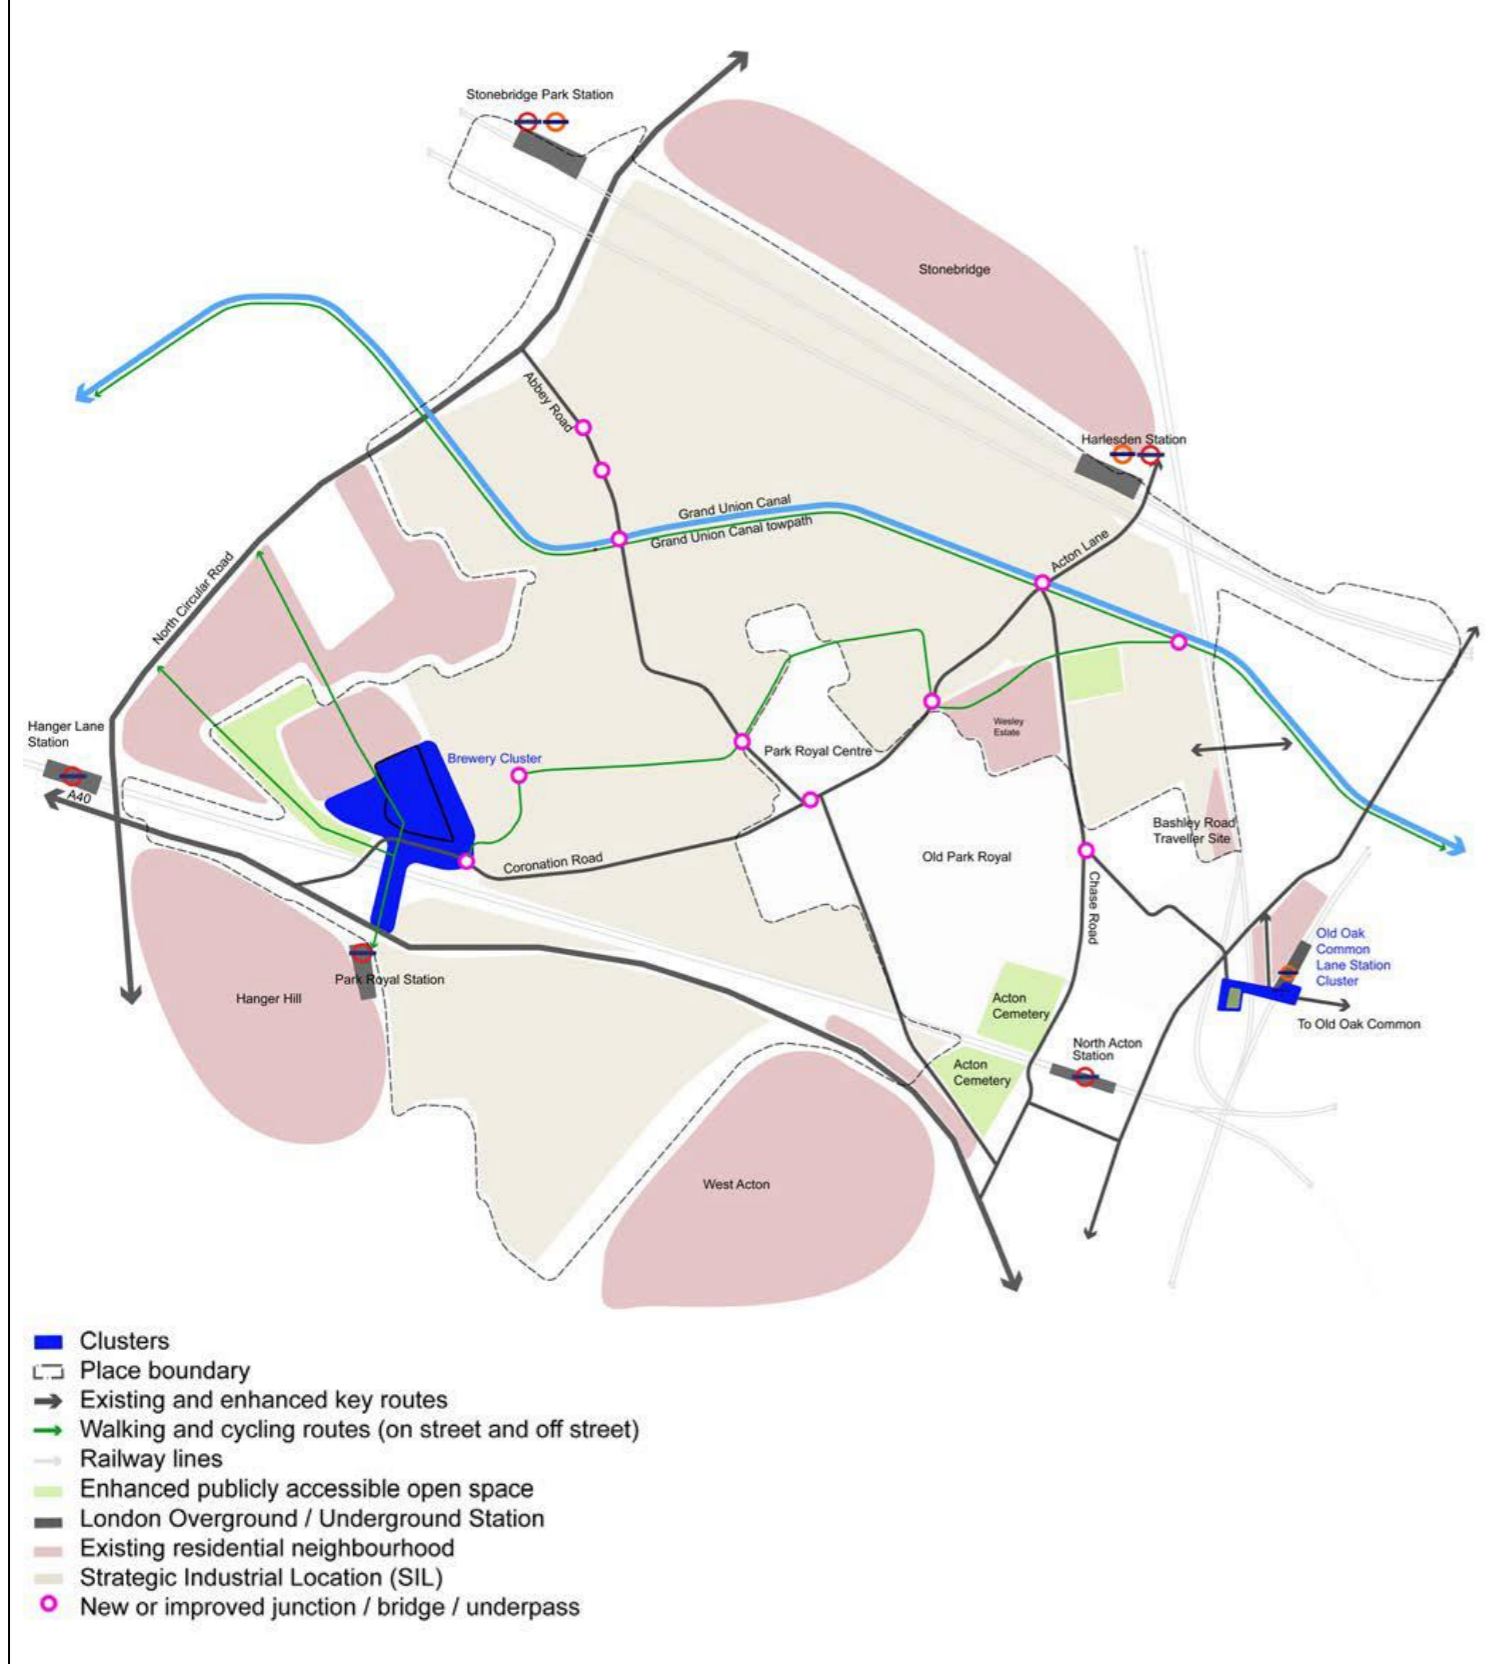 Stonebridge Park Station
Stonebridge
Abbey Road
Harlesden Station
Grand Union Canal
Grand Union Canal towpath
Acton Lane
North Circular Road
Hanger Lane
Station
A40
Brewery Cluster
Park Royal Centre
Wesley
Estate
Bashley Road
Traveller Site
Coronation Road
Old Park Royal
Chase Road
Old Oak
Common
Lane Station
Cluster
To Old Oak Common
Park Royal Station
Hanger Hill
Acton
Cemetery
North Acton
Station
Acton
Cemetery
West Acton
Clusters
Place boundary
Existing and enhanced key routes
Walking and cycling routes (on street and off street)
Railway lines
Enhanced publicly accessible open space
London Overground / Underground Station
Existing residential neighbourhood
Strategic Industrial Location (SIL)
New or improved junction / bridge / underpass